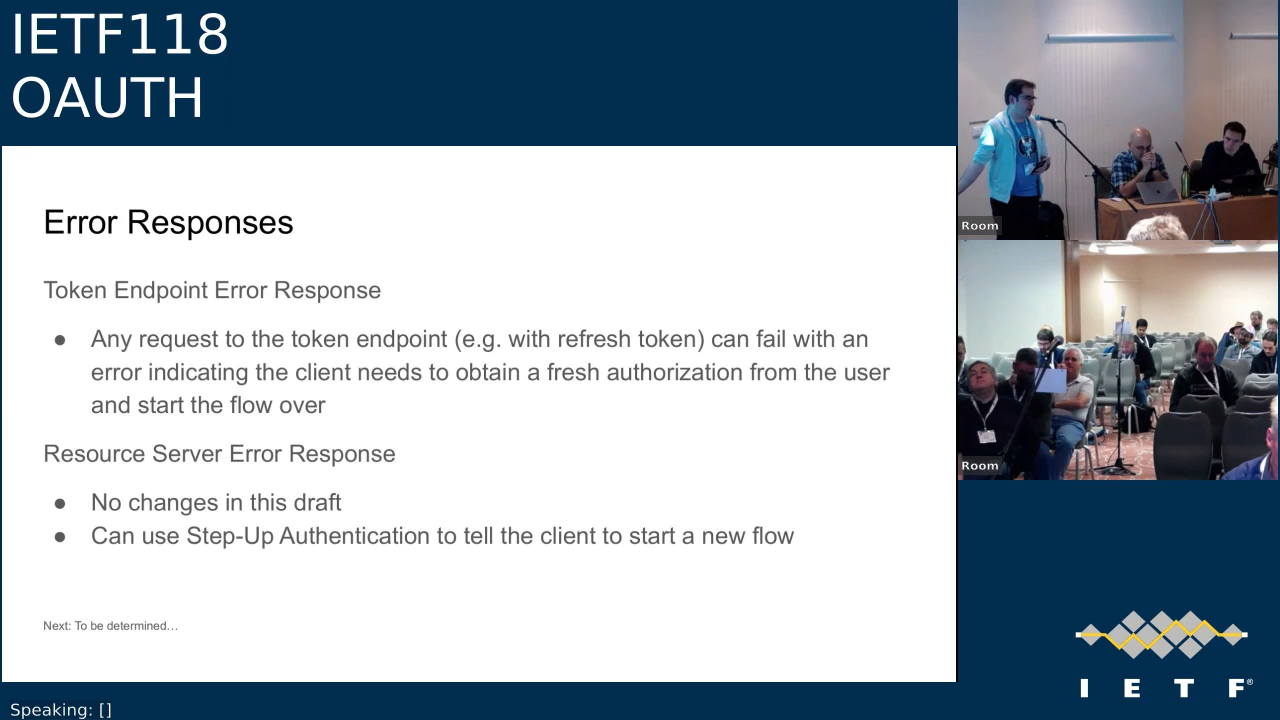 IETF118
OAUTH
Error Responses
Token Endpoint Error Response
● Any request to the token endpoint (e.g. with refresh token) can fail with an
error indicating the client needs to obtain a fresh authorization from the user
and start the flow over
Resource Server Error Response
● No changes in this draft
● Can use Step-Up Authentication to tell the client to start a new flow
Next: To be determined…
Room
Room
I E T F®
Speaking: []